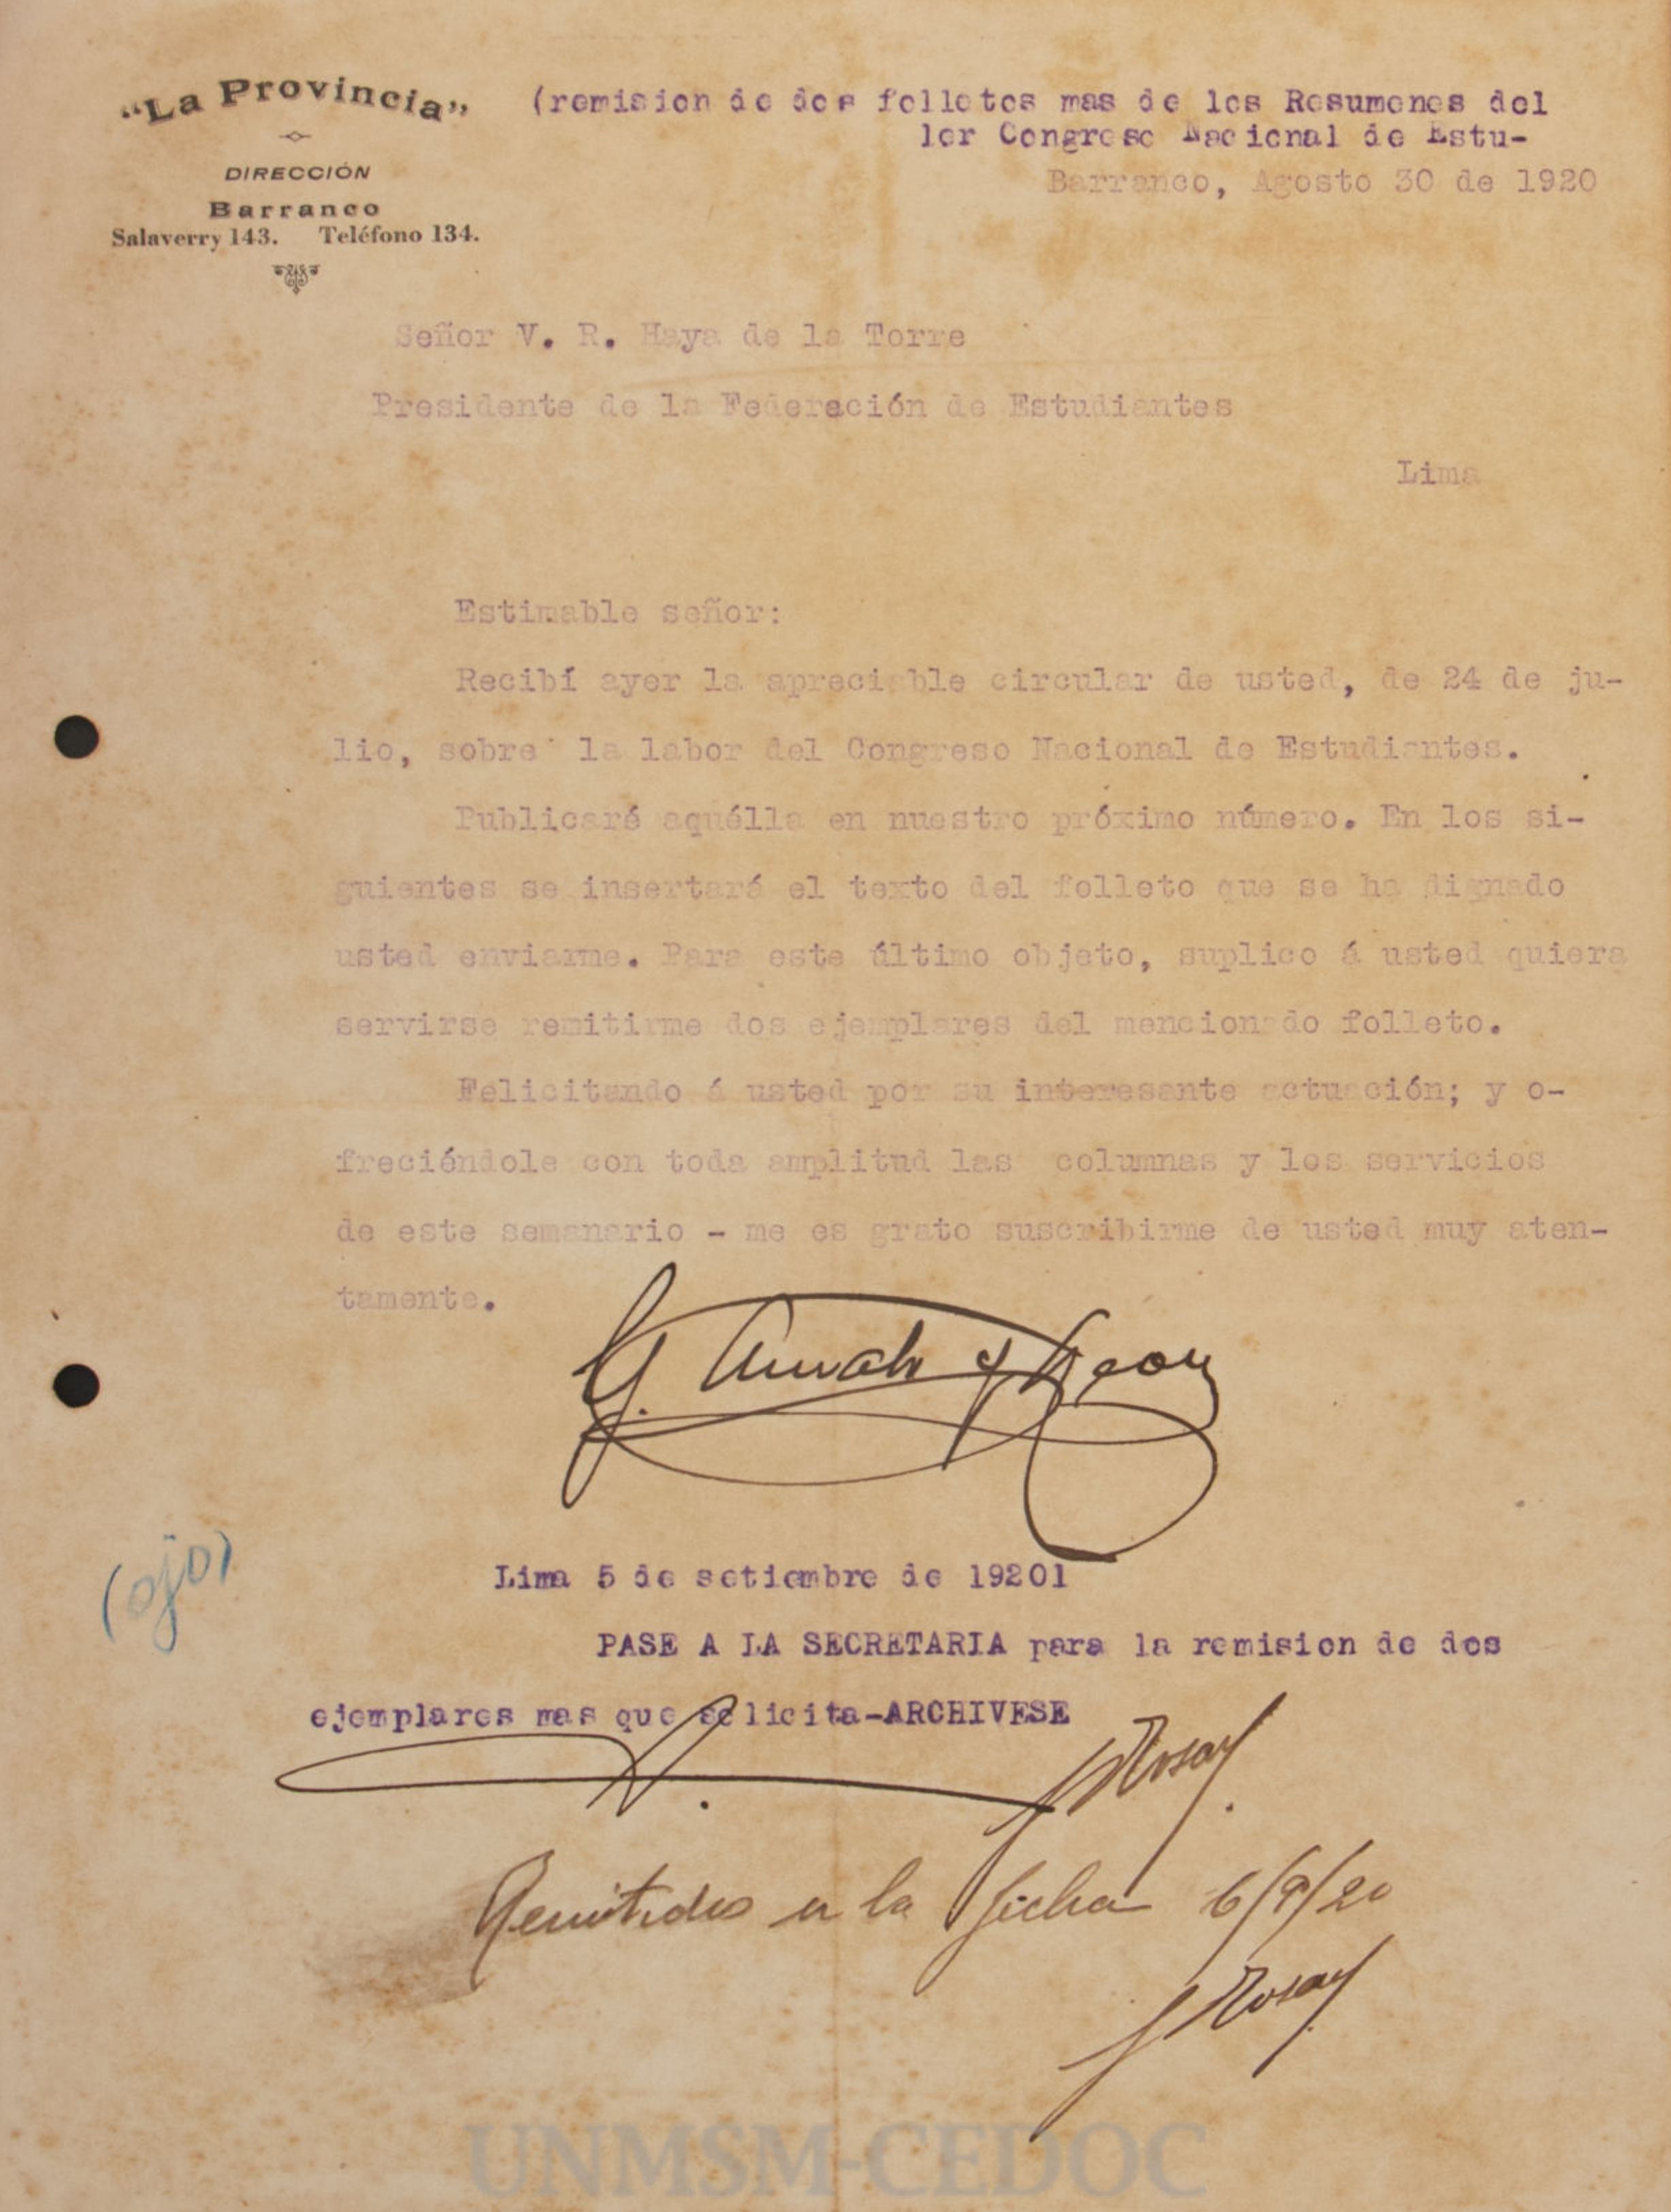 “La Provincia”
DIRECCIÓN
Barranco
Salaverry 143. Teléfono 134.
(remision de dos folletos mas de los Resumenes del
1er Congreso Nacional de Estu-
Barranco, Agosto 30 de 1920
Señor V. R. Haya de la Torre
Presidente de la Federación de Estudiantes
Lima
Estimable señor:
Recibí ayer la apreciable circular de usted, de 24 de ju-
lio, sobre la labor del Congreso Nacional de Estudiantes.
Publicaré aquélla en nuestro próximo número. En los si-
guientes se insertará el texto del folleto que se ha dignado
usted enviarme. Para este último objeto, suplico á usted quiera
servirse remitirme dos ejemplares del mencionado folleto.
Felicitando á usted por su interesante actuación; y o-
freciéndole con toda amplitud las columnas y los servicios
de este semanario - me es grato suscribirme de usted muy aten-
tamente.
(ojo)
Lima 5 de setiembre de 19201
PASE A LA SECRETARIA para la remision de dos
ejemplares mas que solicita-ARCHIVESE
Remitidos en la fecha 6/9/20
UNMSM-CEDOC